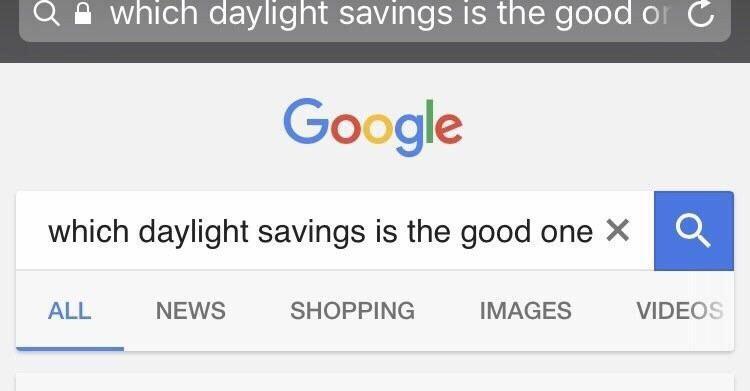 which daylight savings is the good or
Google
which daylight savings is the good one
ALL NEWS SHOPPING IMAGES VIDEOS